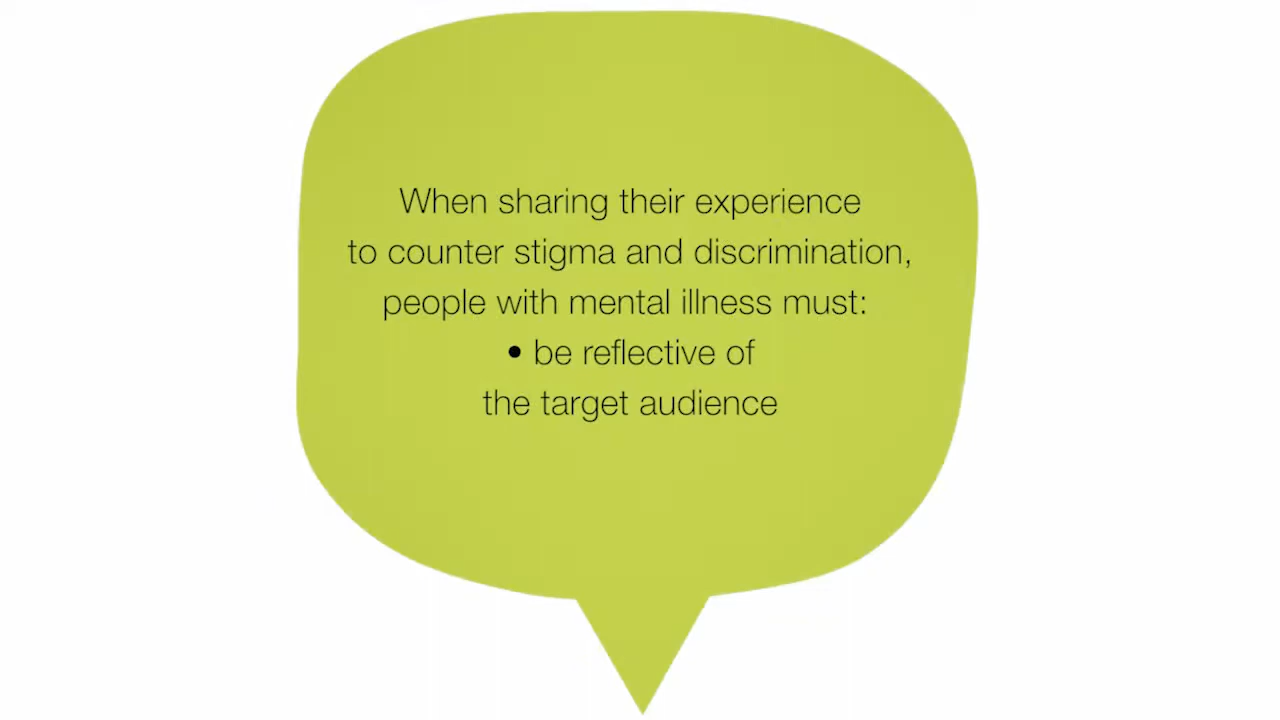 When sharing their experience
to counter stigma and discrimination,
people with mental illness must:
• be reflective of
the target audience